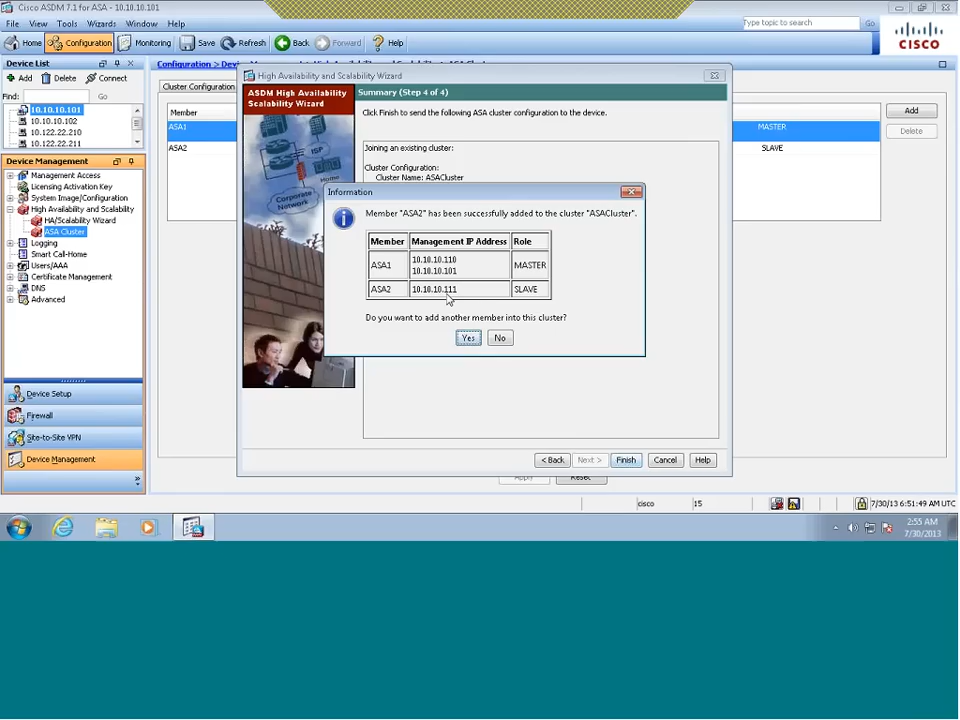 Cisco ASDM 7.1 for ASA - 10.10.10.101
File View Tools Wizards Window Help
Type topic to search Go
Home Configuration Monitoring Save Refresh Back Forward Help
CISCO
Device List
Add Delete Connect
Find: Go
10.10.10.101
10.10.10.102
10.122.22.210
10.122.22.211
Device Management
Management Access
Licensing Activation Key
System Image/Configuration
High Availability and Scalability
HA/Scalability Wizard
ASA Cluster
Logging
Smart Call-Home
Users/AAA
Certificate Management
DNS
Advanced
Device Setup
Firewall
Site-to-Site VPN
Device Management
Cluster Configuration
Member
ASA1 MASTER
ASA2 SLAVE
Add
Delete
High Availability and Scalability Wizard
ASDM High Availability
Scalability Wizard
ISP
Home
Corporate
Network
Summary (Step 4 of 4)
Click Finish to send the following ASA cluster configuration to the device.
Joining an existing cluster:
Cluster Configuration:
Cluster Name: ASACluster
Information
Member "ASA2" has been successfully added to the cluster "ASACluster".
Member Management IP Address Role
ASA1 10.10.10.110
10.10.10.101 MASTER
ASA2 10.10.10.111 SLAVE
Do you want to add another member into this cluster?
Yes No
< Back Next > Finish Cancel Help
Reset
cisco 15 7/30/13 6:51:49 AM UTC
2:55 AM
7/30/2013